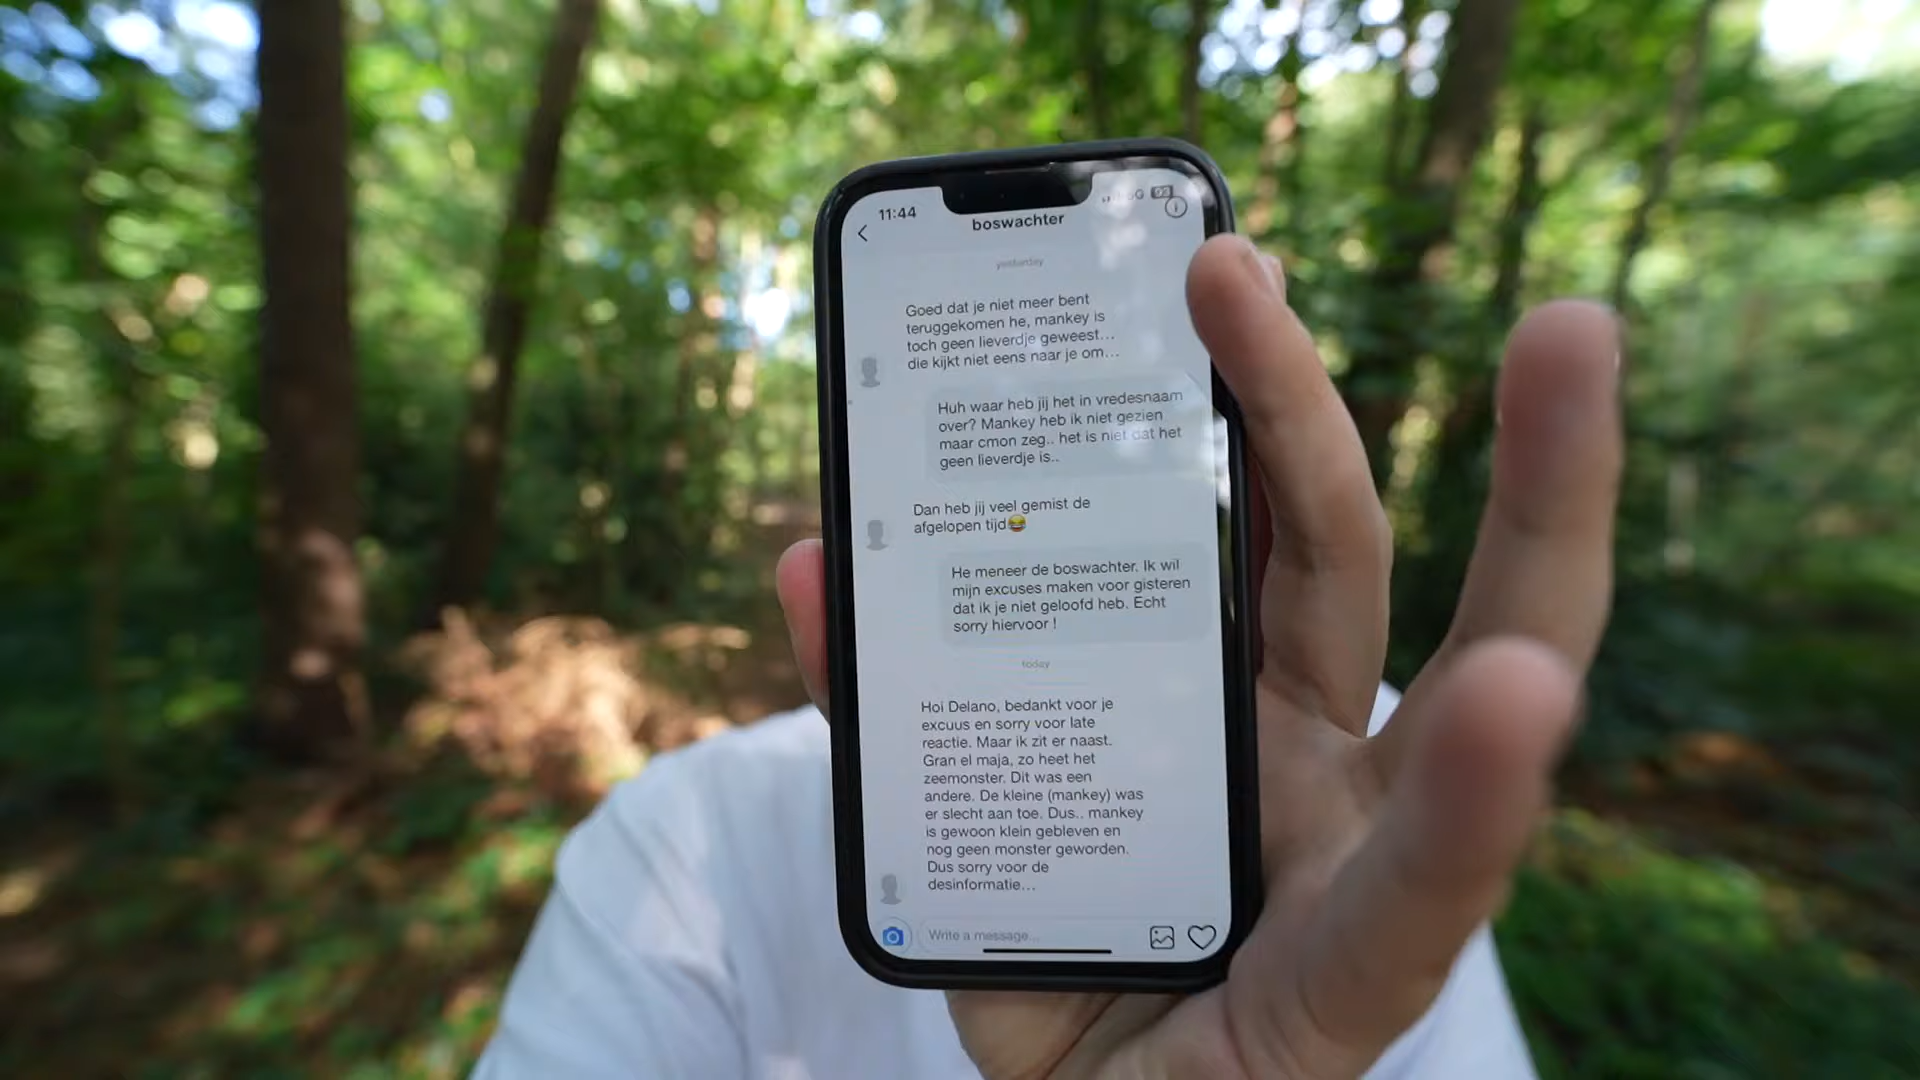 11:44
5G 93
boswachter
yesterday
Goed dat je niet meer bent
teruggekomen he, mankey is
toch geen lieverdje geweest...
die kijkt niet eens naar je om...
Huh waar heb jij het in vredesnaam
over? Mankey heb ik niet gezien
maar cmon zeg.. het is niet dat het
geen lieverdje is..
Dan heb jij veel gemist de
afgelopen tijd😂
He meneer de boswachter. Ik wil
mijn excuses maken voor gisteren
dat ik je niet geloofd heb. Echt
sorry hiervoor !
today
Hoi Delano, bedankt voor je
excuus en sorry voor late
reactie. Maar ik zit er naast.
Gran el maja, zo heet het
zeemonster. Dit was een
andere. De kleine (mankey) was
er slecht aan toe. Dus.. mankey
is gewoon klein gebleven en
nog geen monster geworden.
Dus sorry voor de
desinformatie...
Write a message...